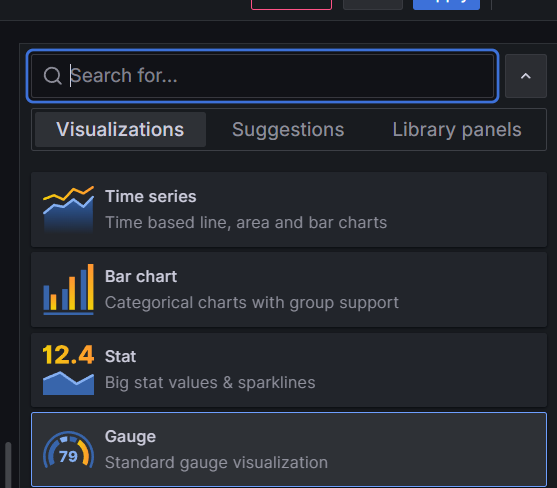 Search for...
Visualizations
Suggestions
Library panels
Time series
Time based line, area and bar charts
Bar chart
Categorical charts with group support
12.4
Stat
Big stat values & sparklines
79
Gauge
Standard gauge visualization